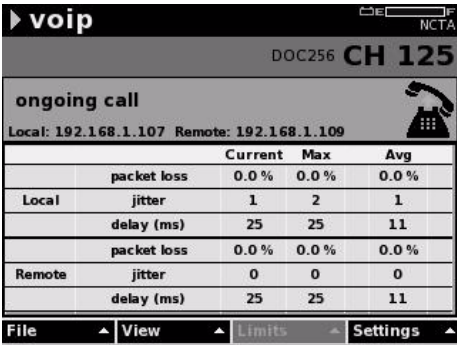 voip
E F
NCTA
DOC256 CH 125
ongoing call
Local: 192.168.1.107 Remote: 192.168.1.109
Current Max Avg
packet loss 0.0 % 0.0 % 0.0 %
Local jitter 1 2 1
delay (ms) 25 25 11
packet loss 0.0 % 0.0 % 0.0 %
Remote jitter 0 0 0
delay (ms) 25 25 11
File View Limits Settings